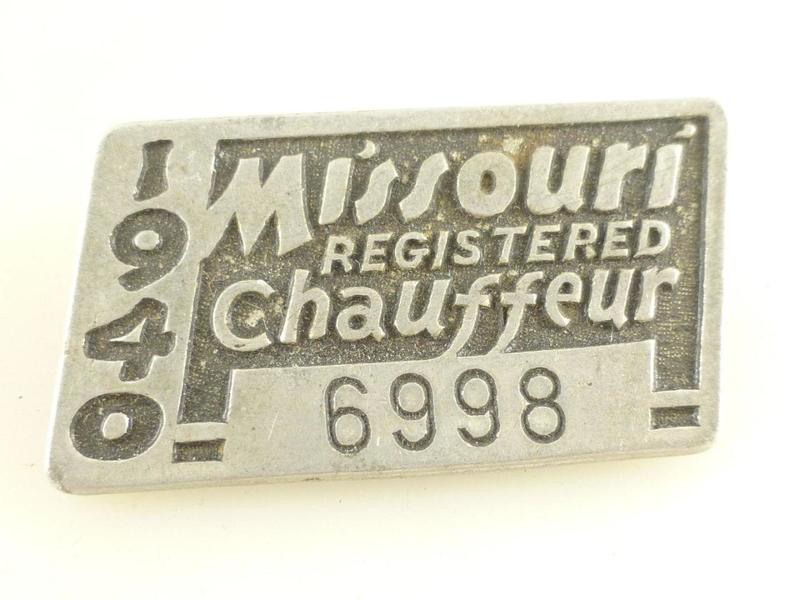 1940
Missouri
REGISTERED
Chauffeur
6998